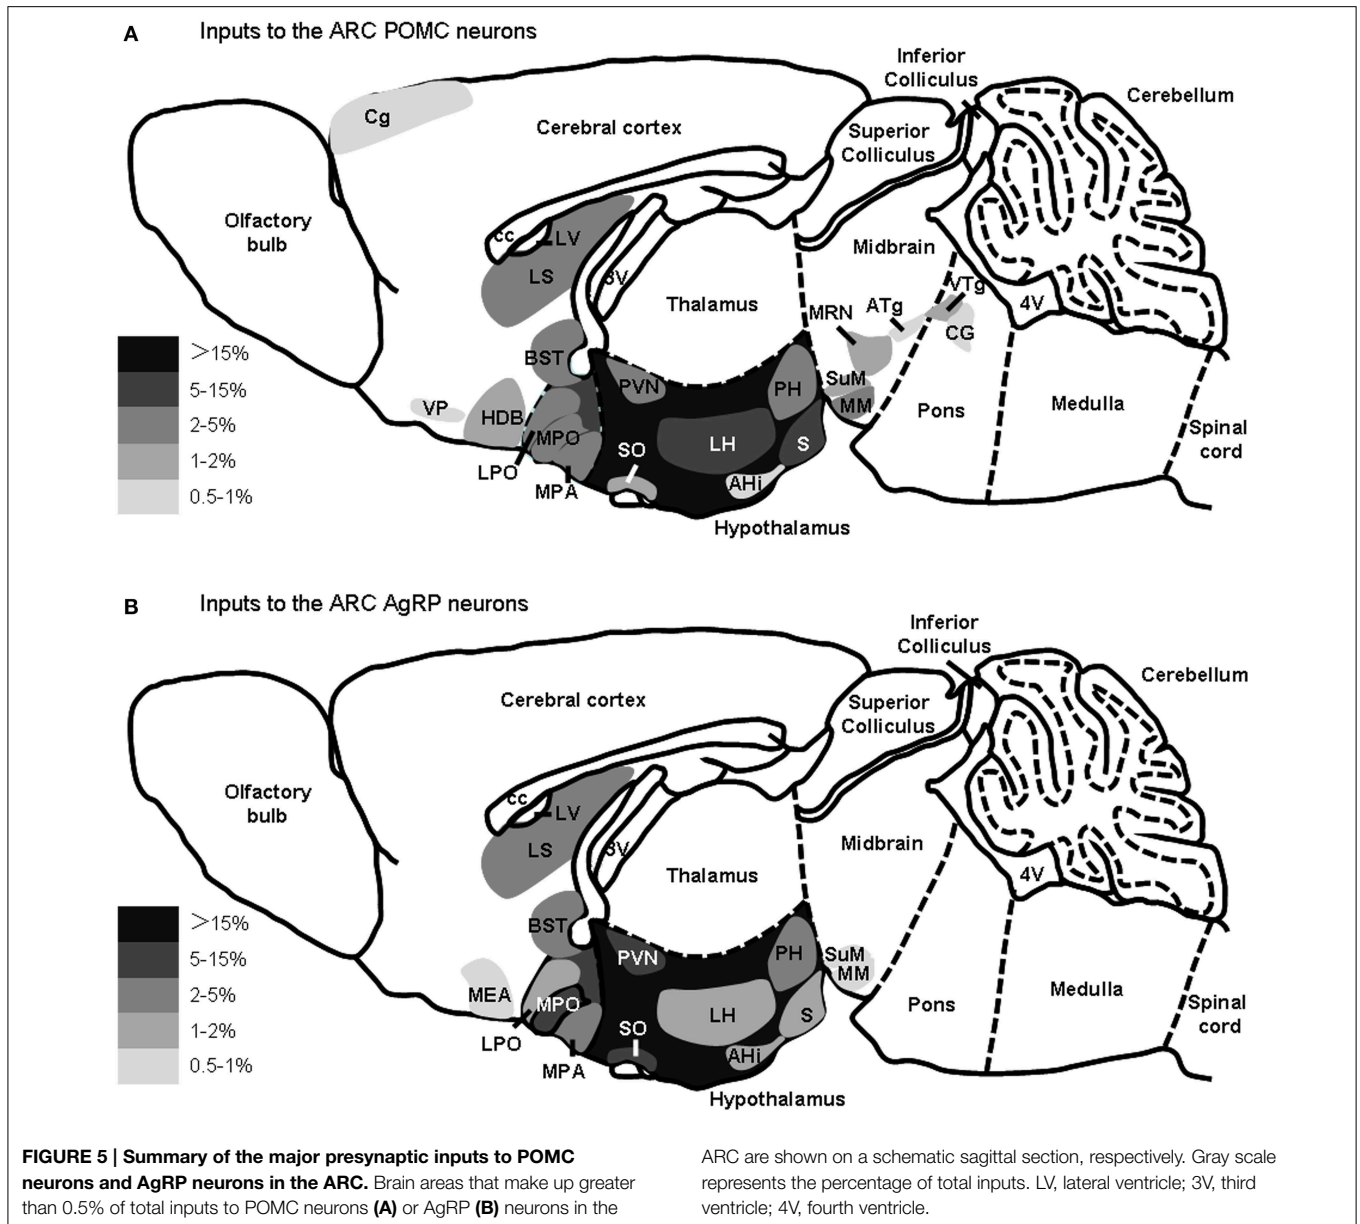 A Inputs to the ARC POMC neurons
Inferior
Colliculus
Cerebellum
Cg
Cerebral cortex
Superior
Colliculus
Olfactory
bulb
cc
LV
LS
3V
Midbrain
Thalamus
VTg
4V
MRN
ATg
CG
>15%
5-15%
2-5%
1-2%
0.5-1%
BST
PVN
PH
SuM
MM
VP
HDB
MPO
SO
LH
S
Pons
Medulla
Spinal
cord
LPO
MPA
AHi
Hypothalamus
B Inputs to the ARC AgRP neurons
Inferior
Colliculus
Cerebellum
Cerebral cortex
Superior
Colliculus
Olfactory
bulb
cc
LV
LS
3V
Midbrain
Thalamus
4V
>15%
5-15%
2-5%
1-2%
0.5-1%
BST
PVN
PH
SuM
MM
MEA
MPO
SO
LH
S
Pons
Medulla
Spinal
cord
LPO
MPA
AHi
Hypothalamus
FIGURE 5 | Summary of the major presynaptic inputs to POMC
neurons and AgRP neurons in the ARC. Brain areas that make up greater
than 0.5% of total inputs to POMC neurons (A) or AgRP (B) neurons in the
ARC are shown on a schematic sagittal section, respectively. Gray scale
represents the percentage of total inputs. LV, lateral ventricle; 3V, third
ventricle; 4V, fourth ventricle.